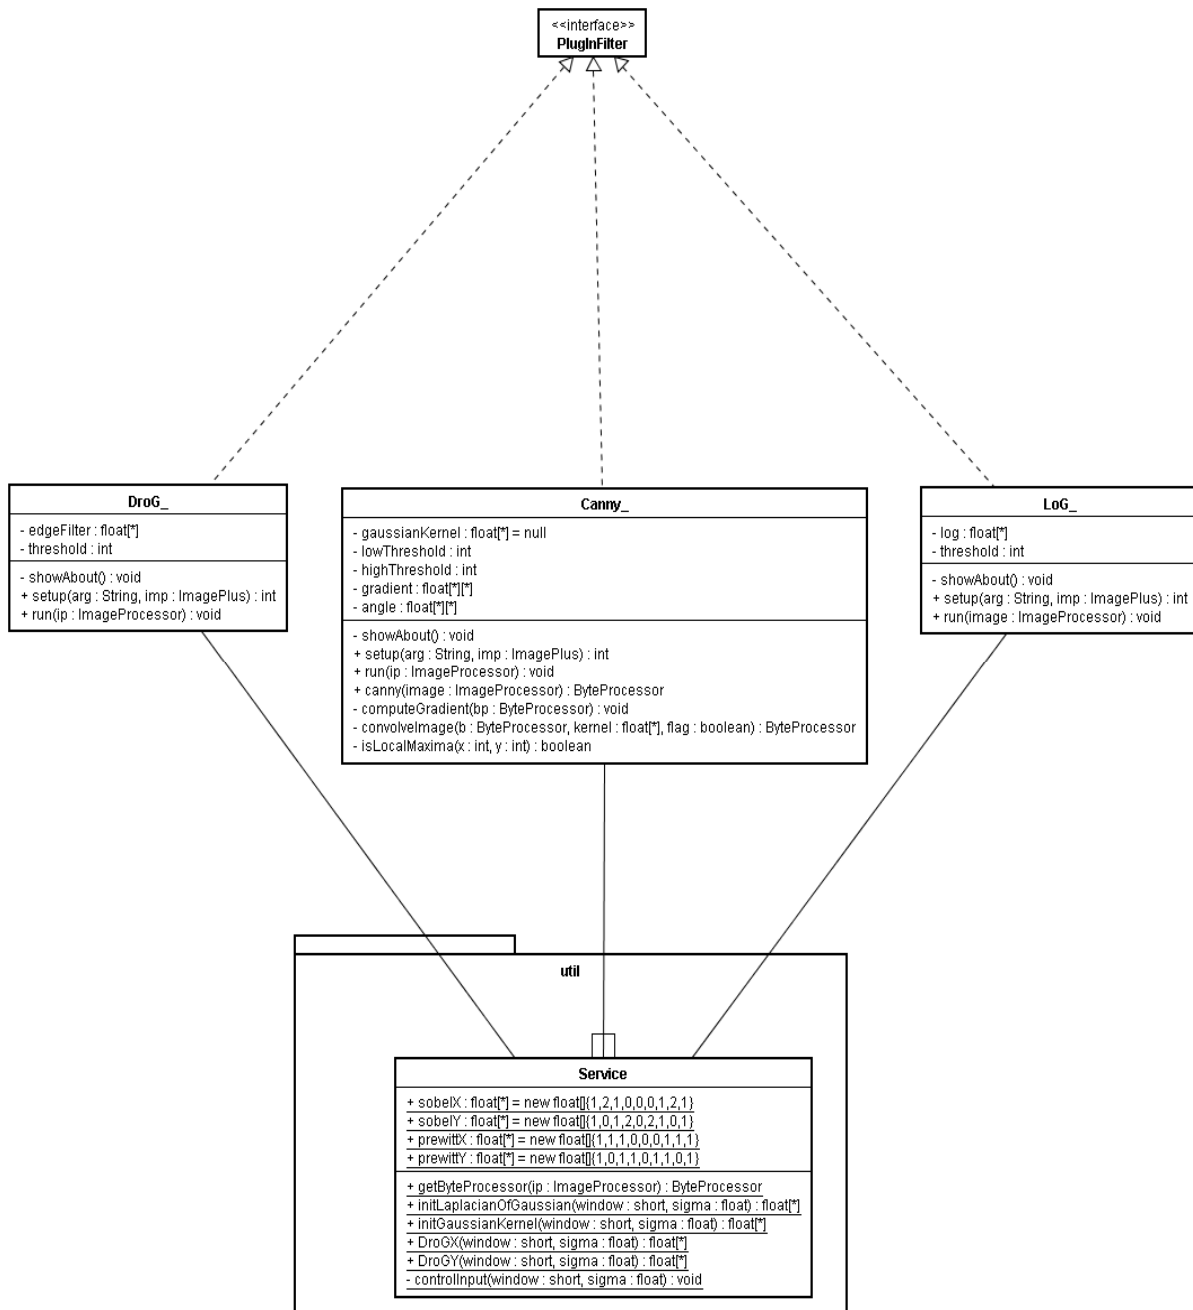 <<interface>>
PlugInFilter
DroG_
- edgeFilter : float[*]
- threshold : int
- showAbout() : void
+ setup(arg : String, imp : ImagePlus) : int
+ run(ip : ImageProcessor) : void
Canny_
- gaussianKernel : float[*] = null
- lowThreshold : int
- highThreshold : int
- gradient : float[*][*]
- angle : float[*][*]
- showAbout() : void
+ setup(arg : String, imp : ImagePlus) : int
+ run(ip : ImageProcessor) : void
+ canny(image : ImageProcessor) : ByteProcessor
- computeGradient(bp : ByteProcessor) : void
- convolveImage(b : ByteProcessor, kernel : float[*], flag : boolean) : ByteProcessor
- isLocalMaxima(x : int, y : int) : boolean
LoG_
- log : float[*]
- threshold : int
- showAbout() : void
+ setup(arg : String, imp : ImagePlus) : int
+ run(image : ImageProcessor) : void
util
Service
+ sobelX : float[*] = new float[]{1,2,1,0,0,0,1,2,1}
+ sobelY : float[*] = new float[]{1,0,1,2,0,2,1,0,1}
+ prewittX : float[*] = new float[]{1,1,1,0,0,0,1,1,1}
+ prewittY : float[*] = new float[]{1,0,1,1,0,1,1,0,1}
+ getByteProcessor(ip : ImageProcessor) : ByteProcessor
+ initLaplacianOfGaussian(window : short, sigma : float) : float[*]
+ initGaussianKernel(window : short, sigma : float) : float[*]
+ DroGX(window : short, sigma : float) : float[*]
+ DroGY(window : short, sigma : float) : float[*]
- controlInput(window : short, sigma : float) : void